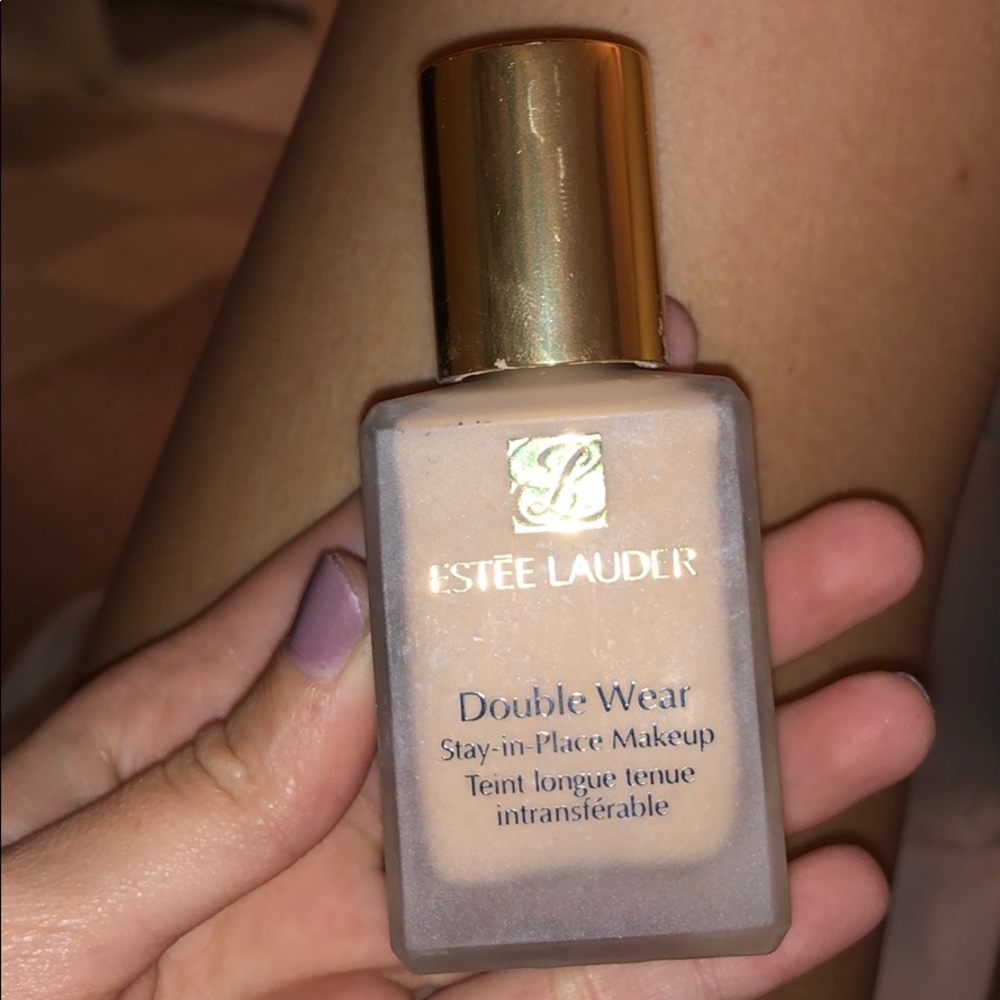 ESTĒE LAUDER
Double Wear
Stay-in-Place Makeup
Teint longue tenue
intransférable